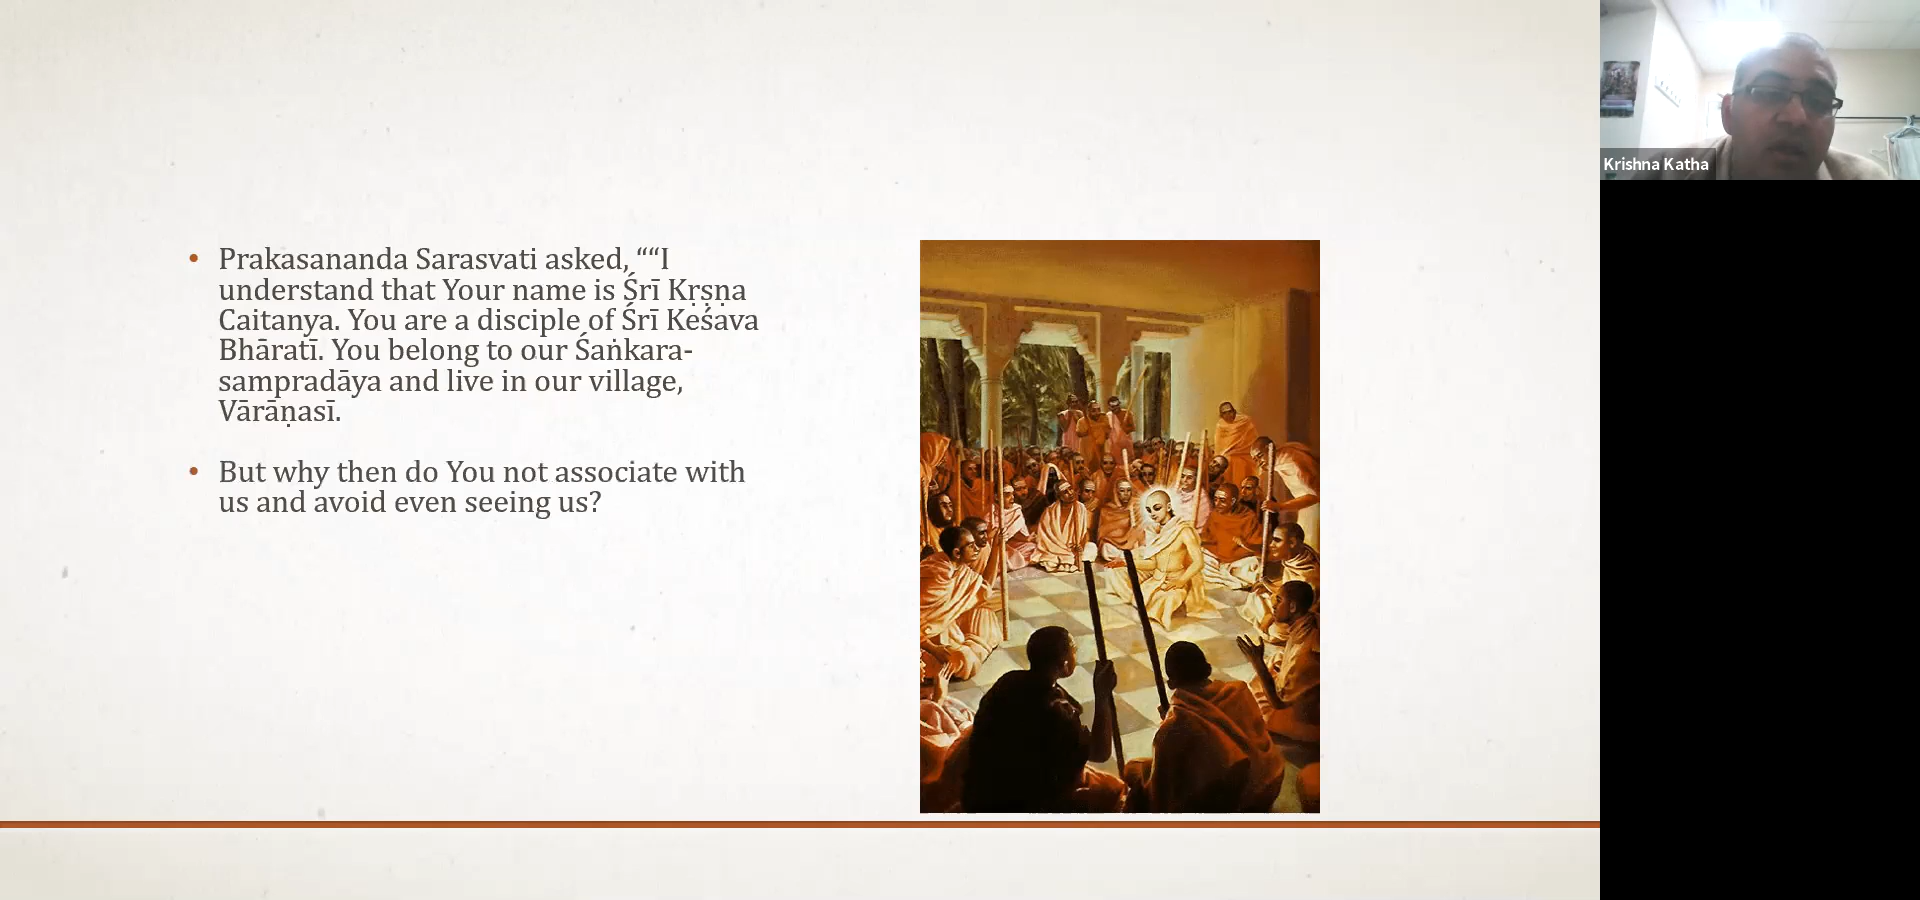 • Prakasananda Sarasvati asked, ““I
understand that Your name is Śrī Kṛṣṇa
Caitanya. You are a disciple of Śrī Keśava
Bhāratī. You belong to our Śaṅkara-
sampradāya and live in our village,
Vārāṇasī.
• But why then do You not associate with
us and avoid even seeing us?
Krishna Katha